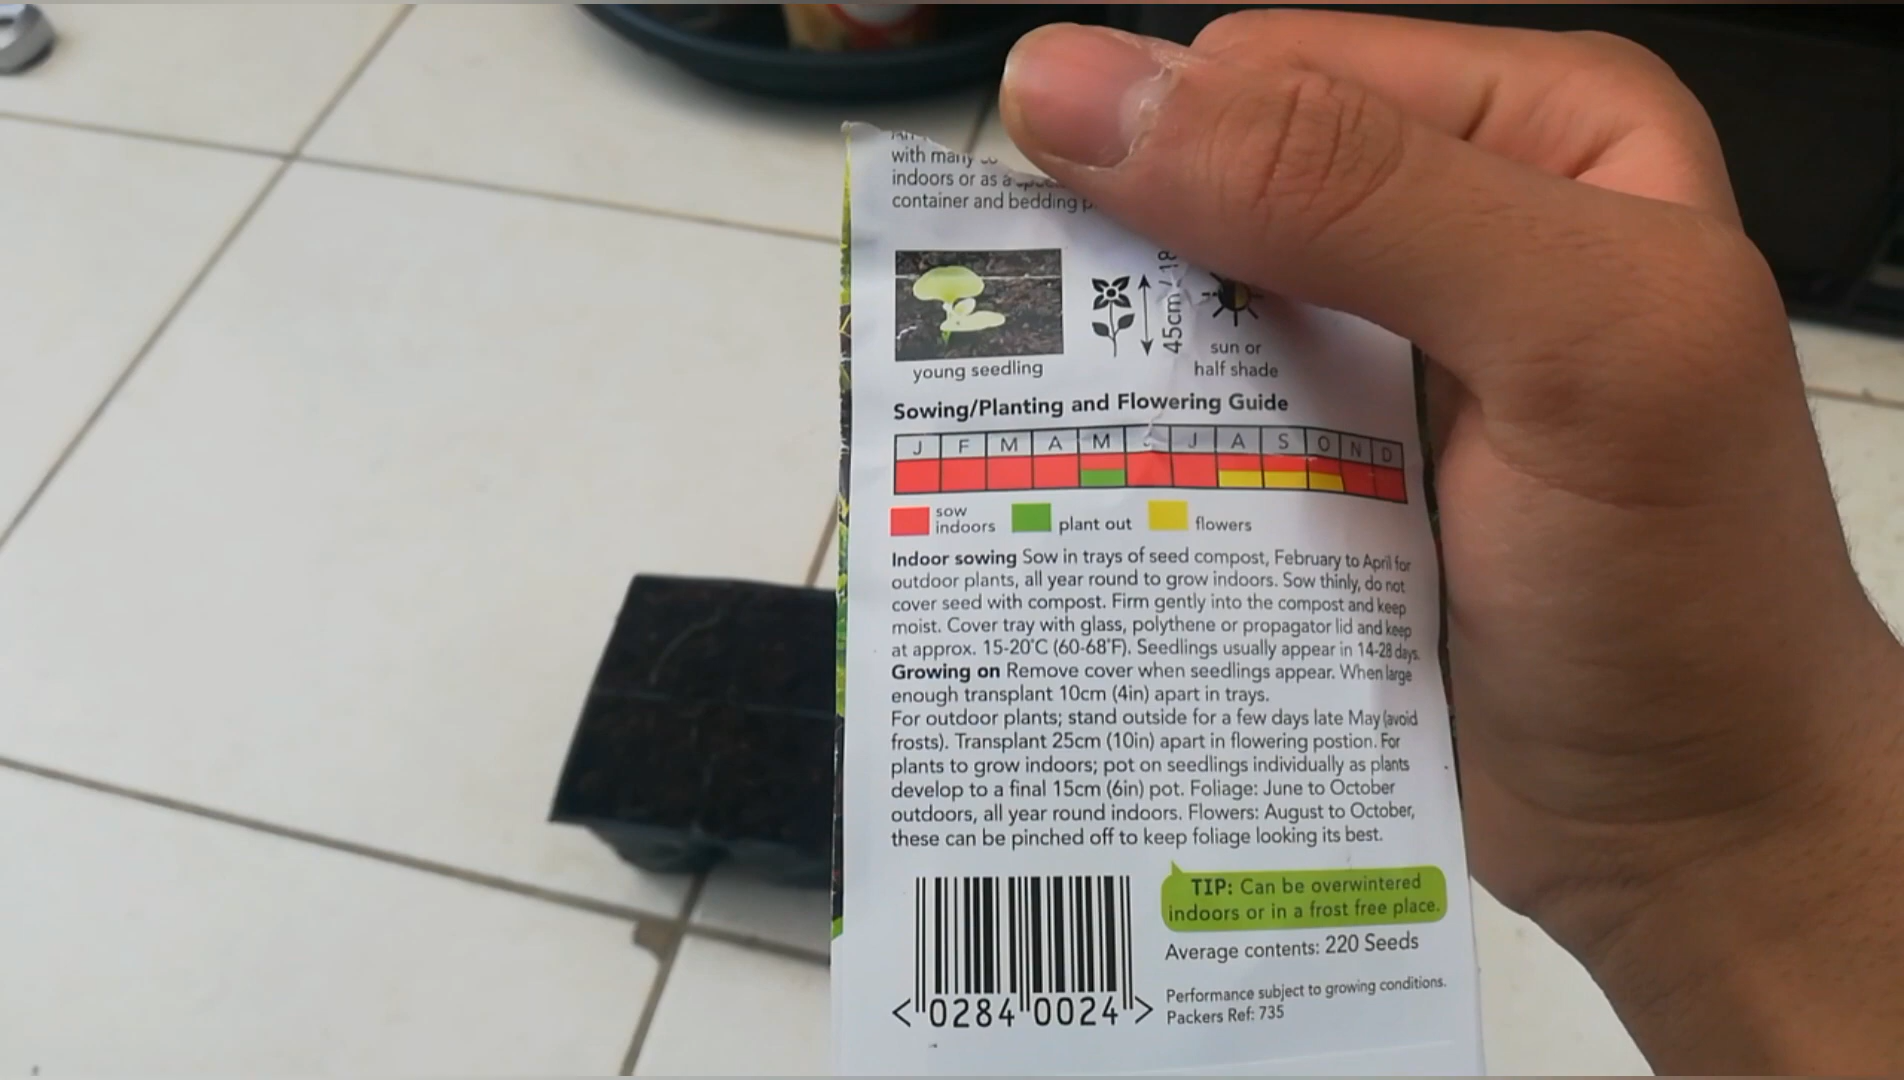 with many
indoors or as a
container and bedding
45cm / 18
sun or
half shade
young seedling
Sowing/Planting and Flowering Guide
J F M A M J J A S O N D
sow
indoors
plant out
flowers
Indoor sowing Sow in trays of seed compost, February to April for
outdoor plants, all year round to grow indoors. Sow thinly, do not
cover seed with compost. Firm gently into the compost and keep
moist. Cover tray with glass, polythene or propagator lid and keep
at approx. 15-20°C (60-68°F). Seedlings usually appear in 14-28 days.
Growing on Remove cover when seedlings appear. When large
enough transplant 10cm (4in) apart in trays.
For outdoor plants; stand outside for a few days late May (avoid
frosts). Transplant 25cm (10in) apart in flowering postion. For
plants to grow indoors; pot on seedlings individually as plants
develop to a final 15cm (6in) pot. Foliage: June to October
outdoors, all year round indoors. Flowers: August to October,
these can be pinched off to keep foliage looking its best.
TIP: Can be overwintered
indoors or in a frost free place.
Average contents: 220 Seeds
Performance subject to growing conditions.
Packers Ref: 735
<0284 0024>